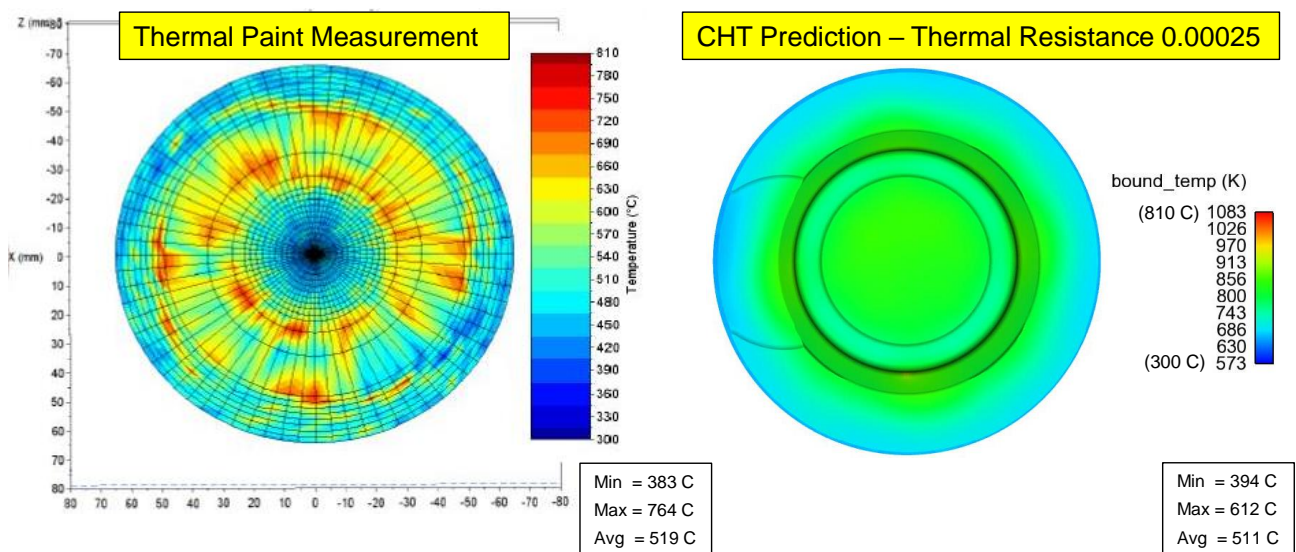 Thermal Paint Measurement
CHT Prediction – Thermal Resistance 0.00025
Z (mm)
-80
-70
-60
-50
-40
-30
-20
-10
X (mm) 0
10
20
30
40
50
60
70
80
80 70 60 50 40 30 20 10 0 -10 -20 -30 -40 -50 -60 -70 -80
810
750
720
690
660
630
600
570
540
510
480
450
420
390
360
330
300
Temperature (°C)
Min = 383 C
Max = 764 C
Avg = 519 C
bound_temp (K)
(810 C) 1083
1026
970
913
856
800
743
686
630
(300 C) 573
Min = 394 C
Max = 612 C
Avg = 511 C